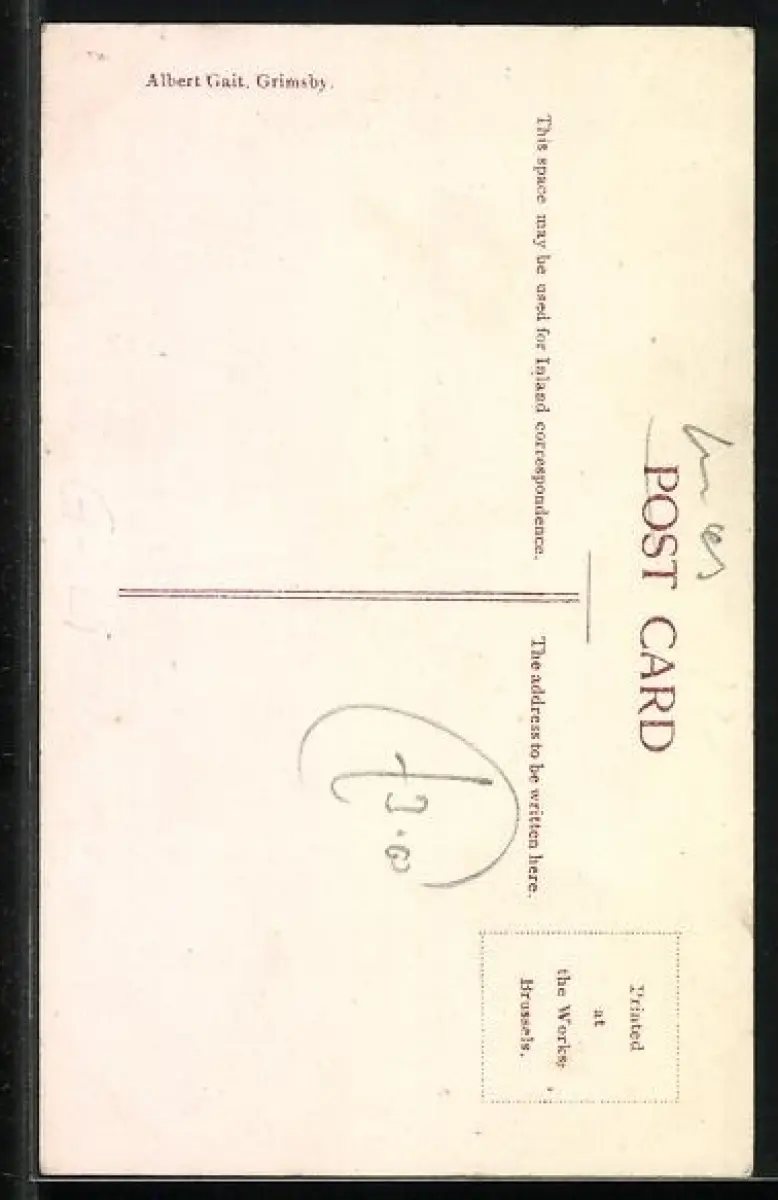 POST CARD
This space may be used for Inland correspondence.
The address to be written here.
Printed
at
the Works,
Brussels.
Albert Gait, Grimsby.